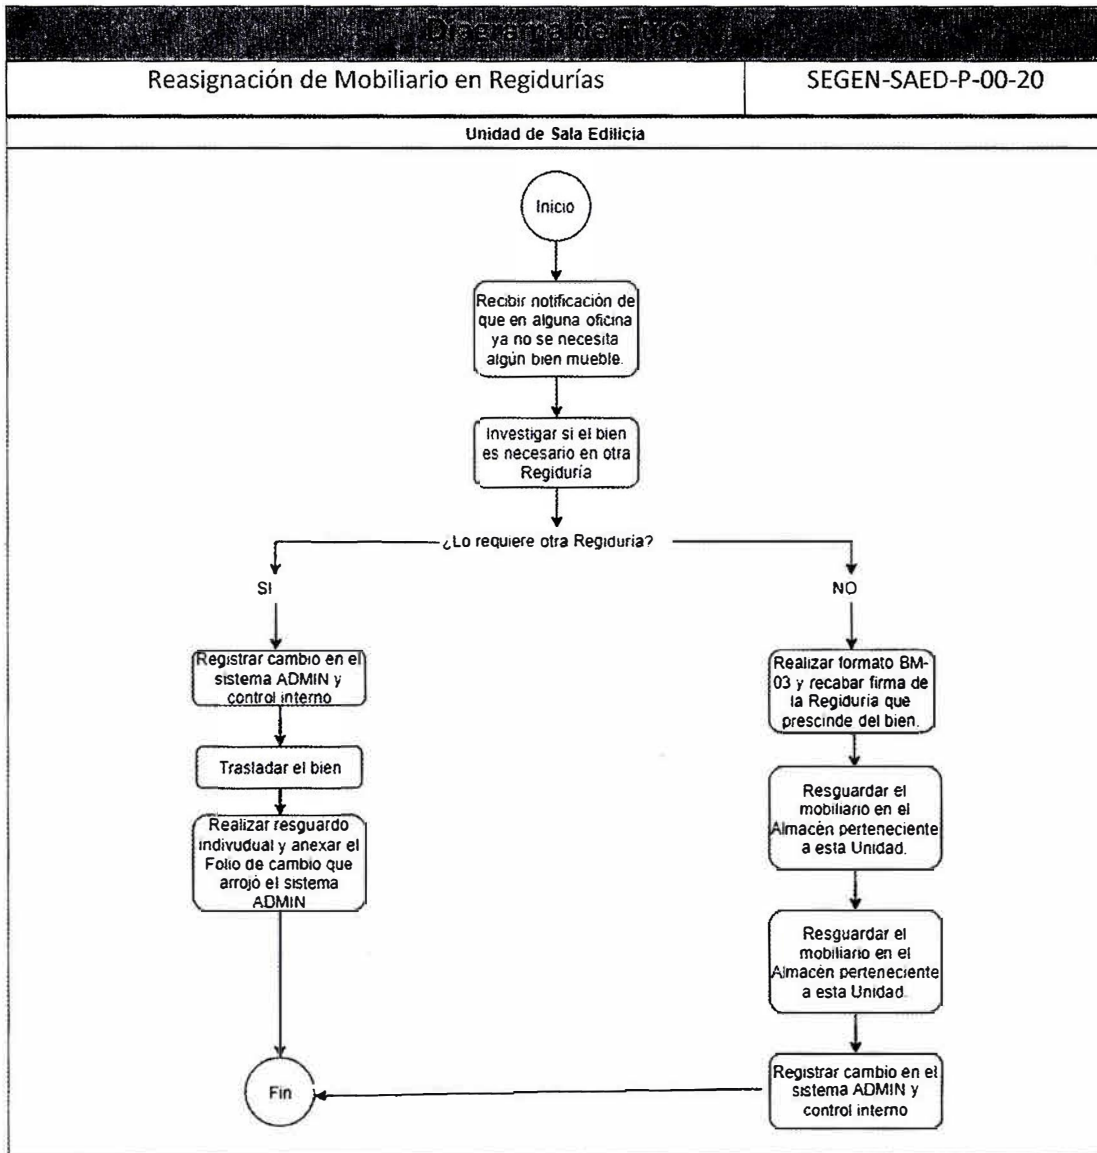 Diagrama de Flujo
Reasignación de Mobiliario en Regidurías
SEGEN-SAED-P-00-20
Unidad de Sala Edilicia
Inicio
Recibir notificación de
que en alguna oficina
ya no se necesita
algún bien mueble.
Investigar si el bien
es necesario en otra
Regiduría
¿Lo requiere otra Regiduría?
SI
Registrar cambio en el
sistema ADMIN y
control interno
Trasladar el bien
Realizar resguardo
indivudual y anexar el
Folio de cambio que
arrojó el sistema
ADMIN
Fin
NO
Realizar formato BM-
03 y recabar firma de
la Regiduría que
prescinde del bien.
Resguardar el
mobiliario en el
Almacén perteneciente
a esta Unidad.
Resguardar el
mobiliario en el
Almacén perteneciente
a esta Unidad.
Registrar cambio en el
sistema ADMIN y
control interno